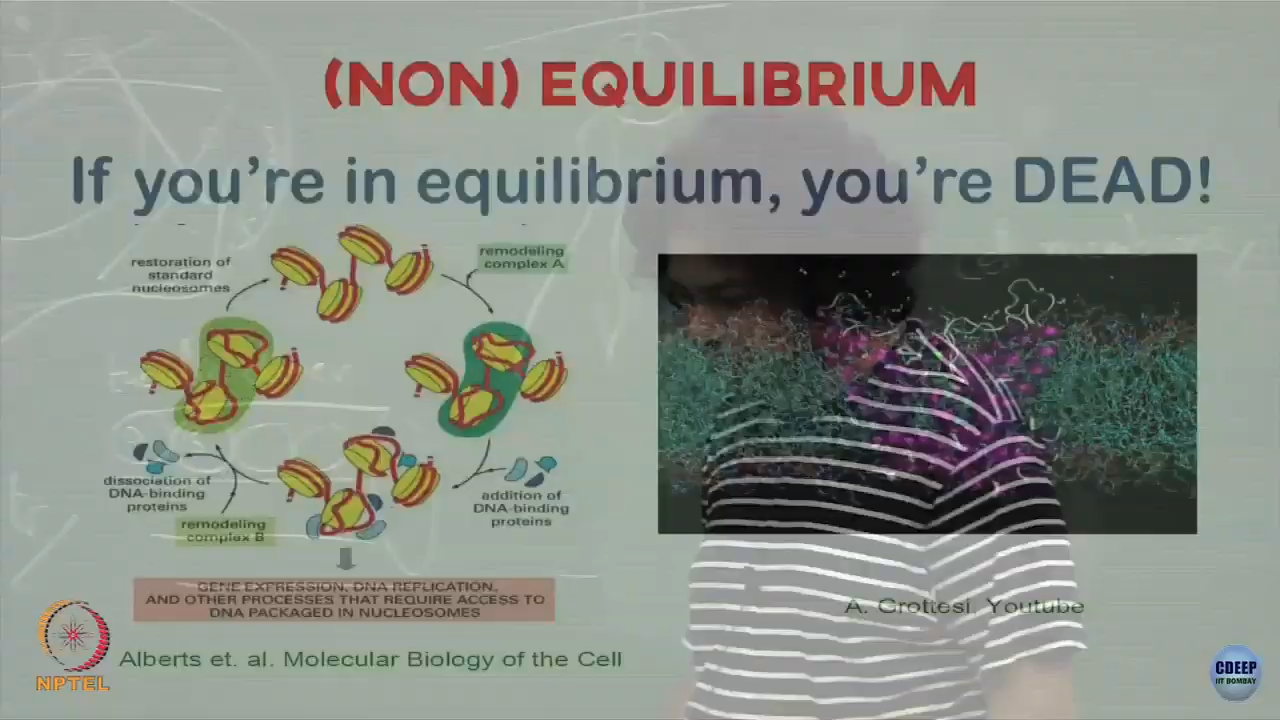 (NON) EQUILIBRIUM
If you're in equilibrium, you're DEAD!
restoration of
standard
nucleosomes
remodeling
complex A
dissociation of
DNA-binding
proteins
remodeling
complex B
addition of
DNA-binding
proteins
GENE EXPRESSION, DNA REPLICATION,
AND OTHER PROCESSES THAT REQUIRE ACCESS TO
DNA PACKAGED IN NUCLEOSOMES
A. Grottesi Youtube
Alberts et. al. Molecular Biology of the Cell
NPTEL
CDEEP
IIT BOMBAY